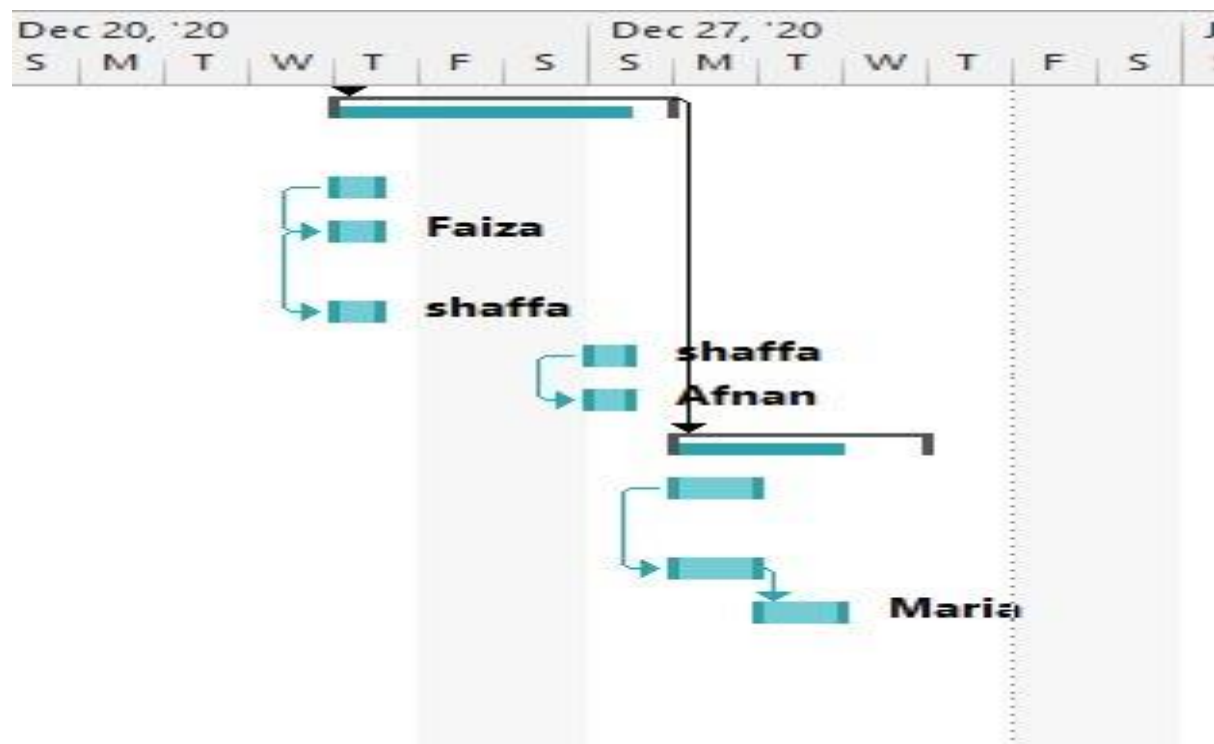 Dec 20, '20 Dec 27, '20 J
S M T W T F S S M T W T F S
Faiza
shaffa
shaffa
Afnan
Maria